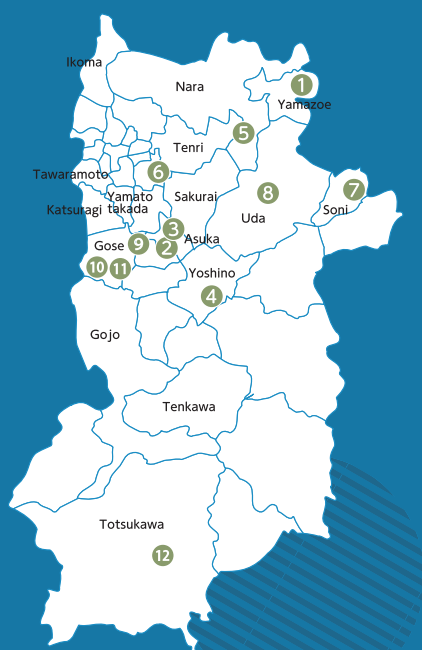 Ikoma
Nara
1
Yamazoe
5
Tenri
6
Tawaramoto
7
8
Yamato
takada
Sakurai
Katsuragi
Soni
Uda
3
Asuka
Gose
9
2
10
11
Yoshino
4
Gojo
Tenkawa
Totsukawa
12